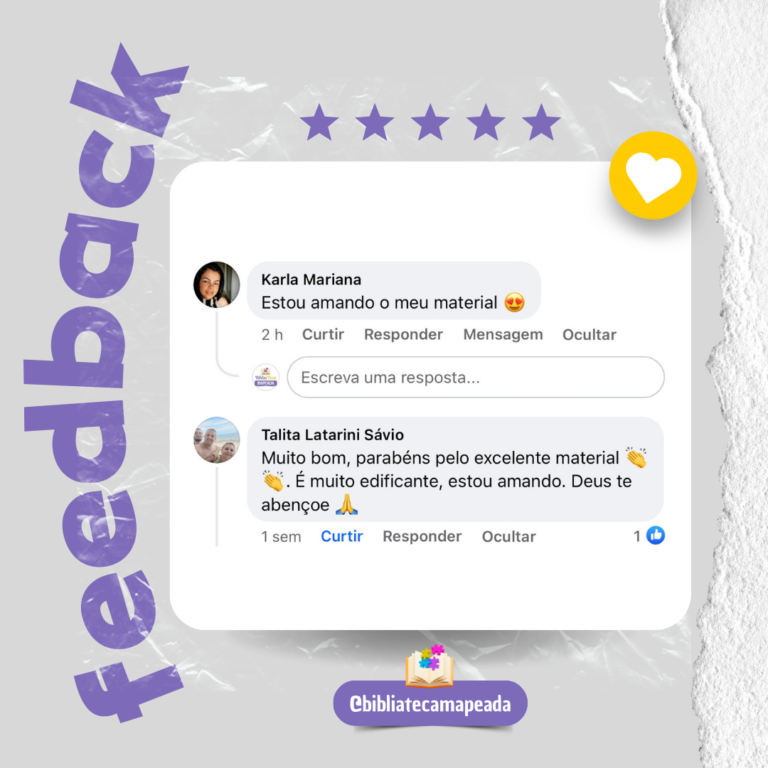 feedback
Karla Mariana
Estou amando o meu material 😍
2 h Curtir Responder Mensagem Ocultar
Escreva uma resposta...
Talita Latarini Sávio
Muito bom, parabéns pelo excelente material 👏
👏. É muito edificante, estou amando. Deus te
abençoe 🙏
1 sem Curtir Responder Ocultar 1
@bibliatecamapeada